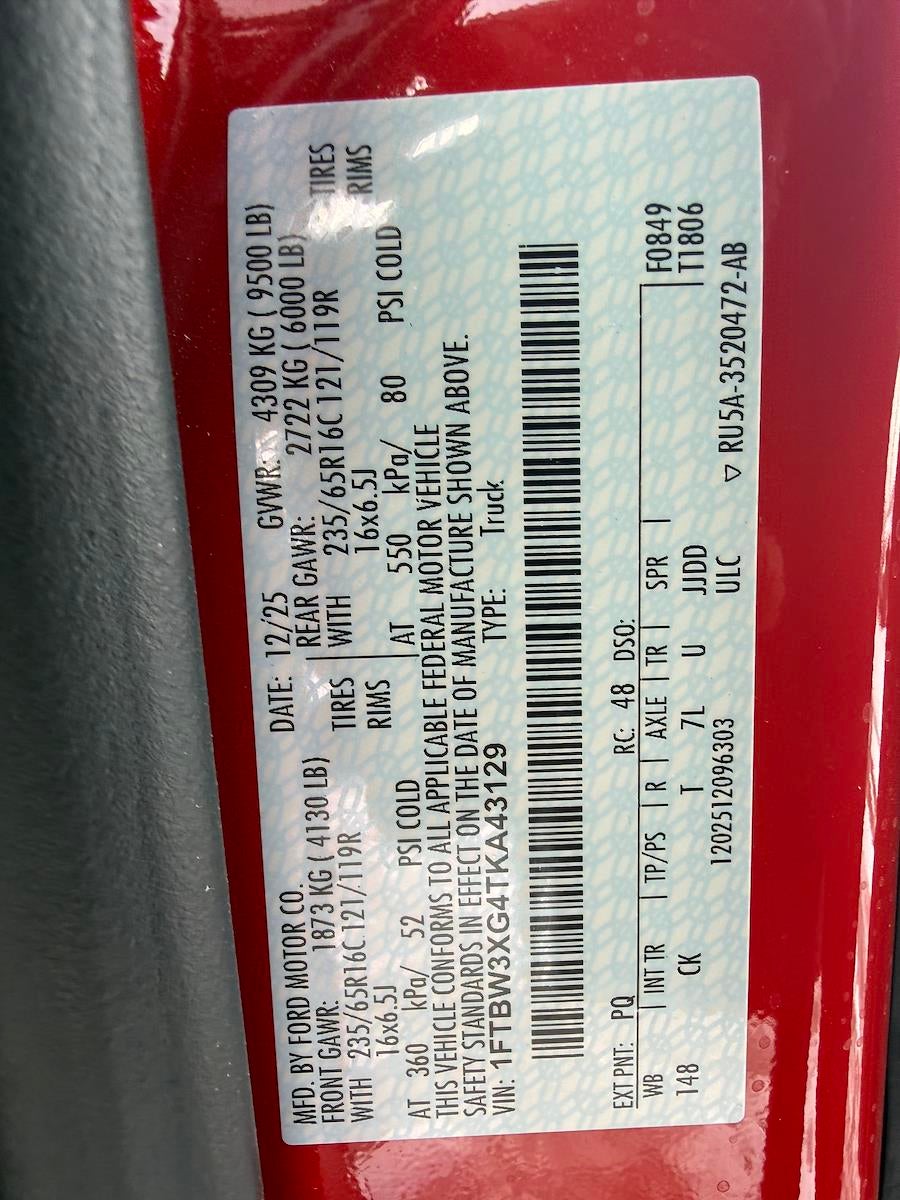 MFD. BY FORD MOTOR CO. DATE: 12/25 GVWR: 4309 KG ( 9500 LB)
FRONT GAWR: 1873 KG ( 4130 LB) REAR GAWR: 2722 KG ( 6000 LB)
WITH 235/65R16C 121/119R TIRES WITH 235/65R16C 121/119R TIRES
16x6.5J RIMS 16x6.5J RIMS
AT 360 kPa/ 52 PSI COLD AT 550 kPa/ 80 PSI COLD
THIS VEHICLE CONFORMS TO ALL APPLICABLE FEDERAL MOTOR VEHICLE
SAFETY STANDARDS IN EFFECT ON THE DATE OF MANUFACTURE SHOWN ABOVE.
VIN: 1FTBW3XG4TKA43129 TYPE: Truck
EXT PNT: PQ RC: 48 DSO: F0849
WB INT TR TP/PS R AXLE TR SPR T1806
148 CK T 7L U JJDD
1202512096303 ULC ▽ RU5A-3520472-AB